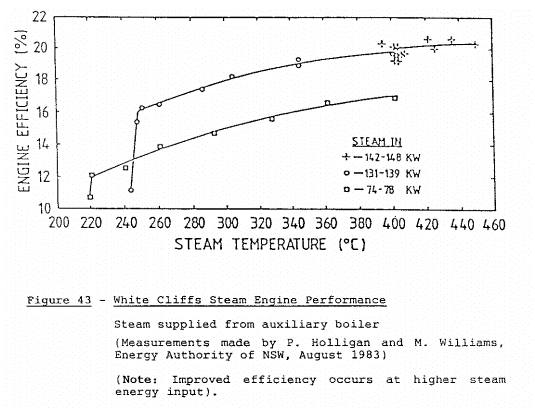 ENGINE EFFICIENCY (%)
22
20
18
16
14
12
10
STEAM IN
+ — 142-148 KW
○ — 131-139 KW
□ — 74-78 KW
200 220 240 260 280 300 320 340 360 380 400 420 440 460
STEAM TEMPERATURE (°C)
Figure 43 - White Cliffs Steam Engine Performance
Steam supplied from auxiliary boiler
(Measurements made by P. Holligan and M. Williams,
Energy Authority of NSW, August 1983)
(Note: Improved efficiency occurs at higher steam
energy input).